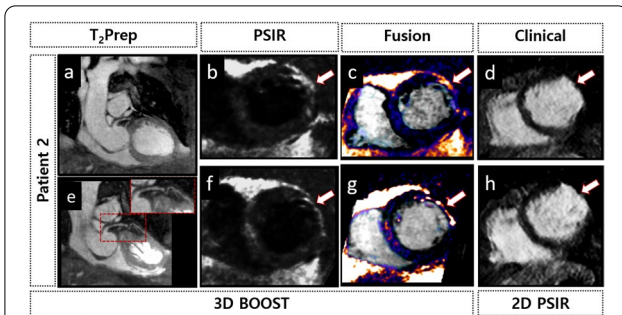 T₂Prep PSIR Fusion Clinical
Patient 2
a b c d
e f g h
3D BOOST 2D PSIR